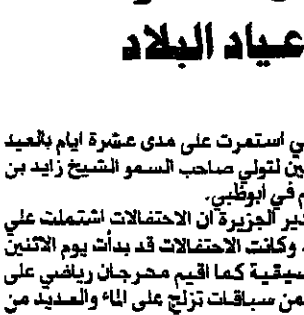 عياد البلاد
ي استمرت على مدى عشرة ايام بالعيد
ين لتولي صاحب السمو الشيخ زايد بن
م في ابوظبي.
ير الجزيرة ان الاحتفالات اشتملت على
وكانت الاحتفالات قد بدأت يوم الاثنين
سيقية كما اقيم مهرجان رياضي على
من سباقات تزلج على الماء والعديد من